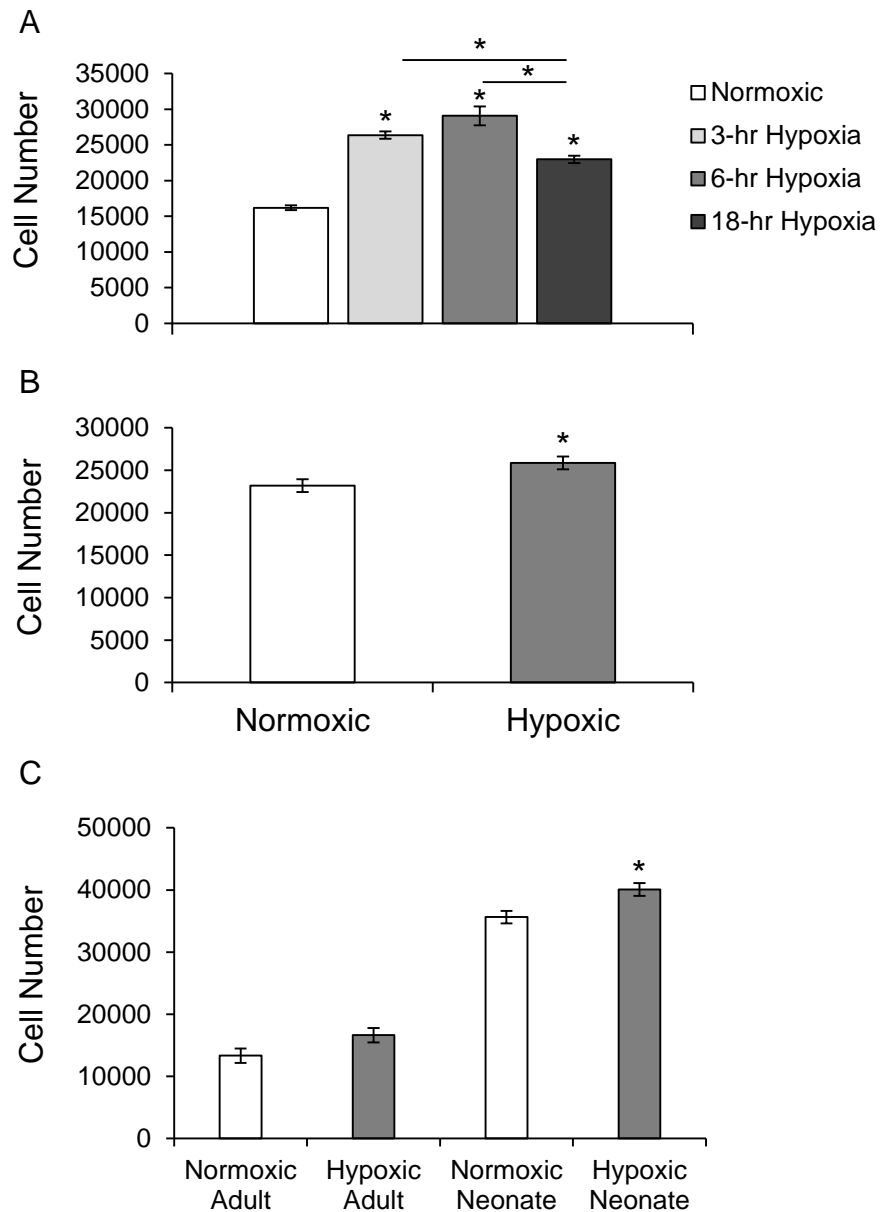 A
*
*
35000
30000
25000
20000
15000
10000
5000
0
Cell Number
*
*
*
Normoxic
3-hr Hypoxia
6-hr Hypoxia
18-hr Hypoxia
B
30000
25000
20000
15000
10000
5000
0
Cell Number
*
Normoxic
Hypoxic
C
50000
40000
30000
20000
10000
0
Cell Number
*
Normoxic Adult
Hypoxic Adult
Normoxic Neonate
Hypoxic Neonate